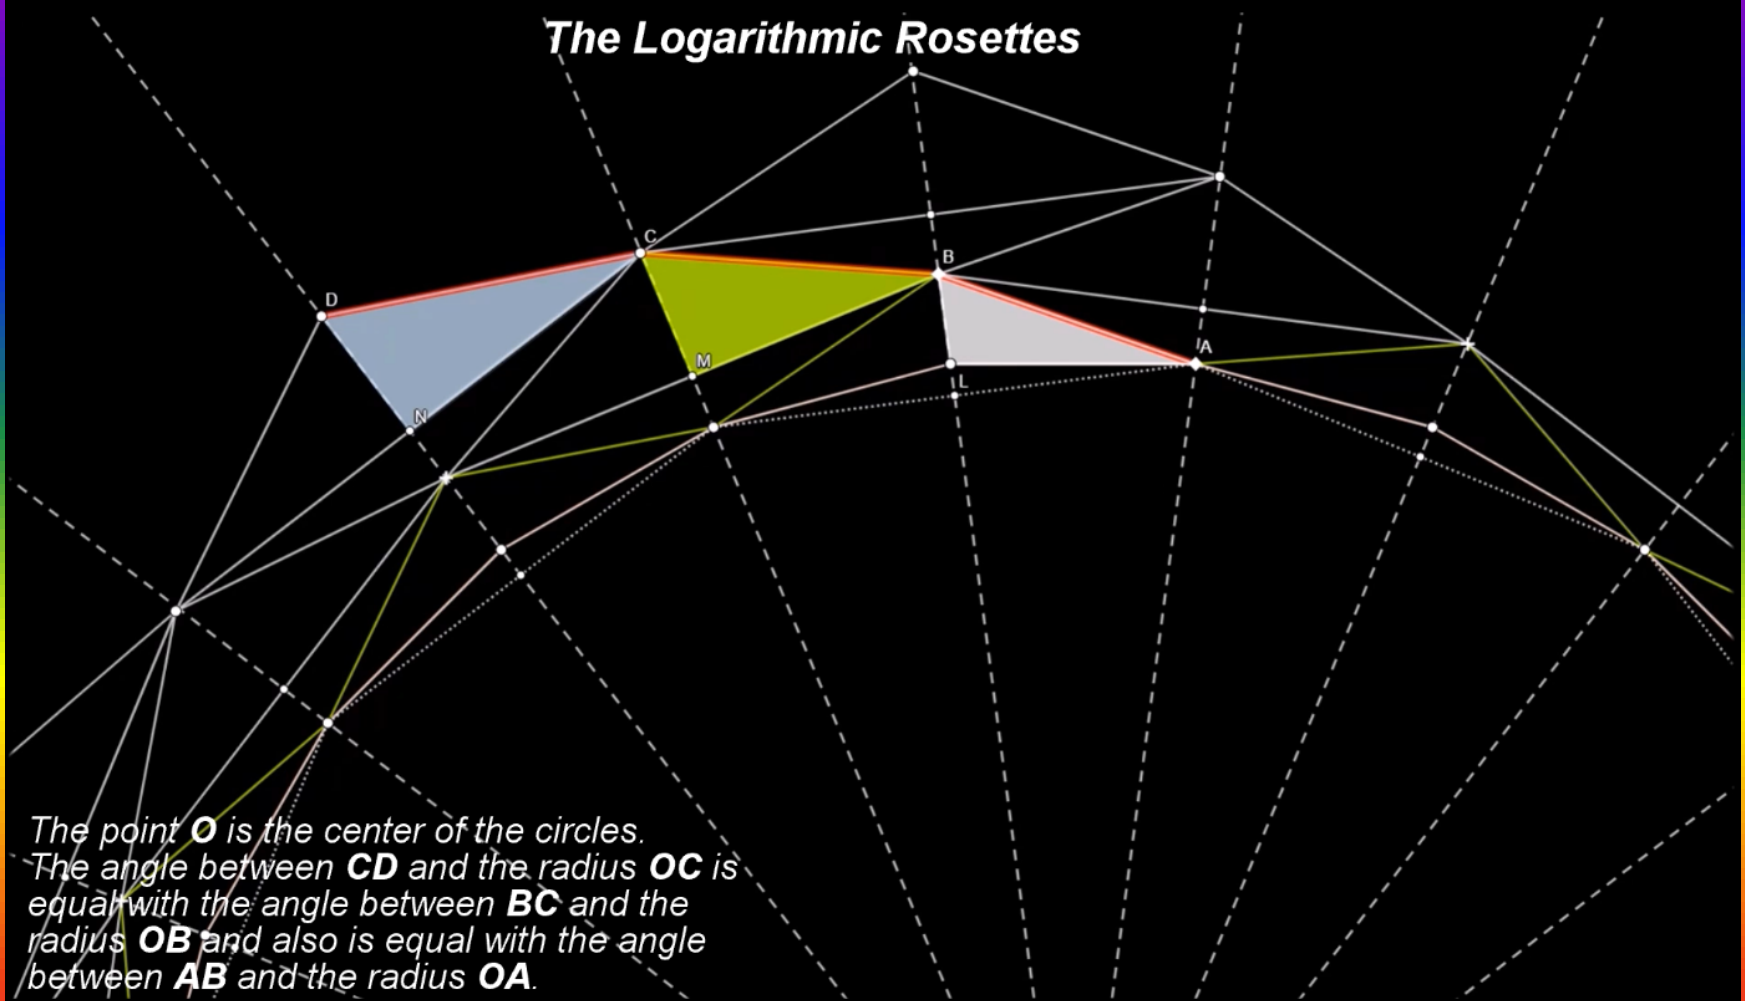 The Logarithmic Rosettes
C
B
D
A
M
L
N
The point O is the center of the circles.
The angle between CD and the radius OC is
equal with the angle between BC and the
radius OB and also is equal with the angle
between AB and the radius OA.